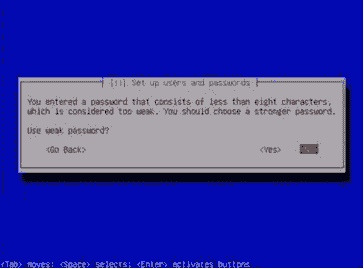 [!!] Set up users and passwords
You entered a password that consists of less than eight characters,
which is considered too weak. You should choose a stronger password.
Use weak password?
<Go Back> <Yes>
<Tab> moves; <Space> selects; <Enter> activates buttons